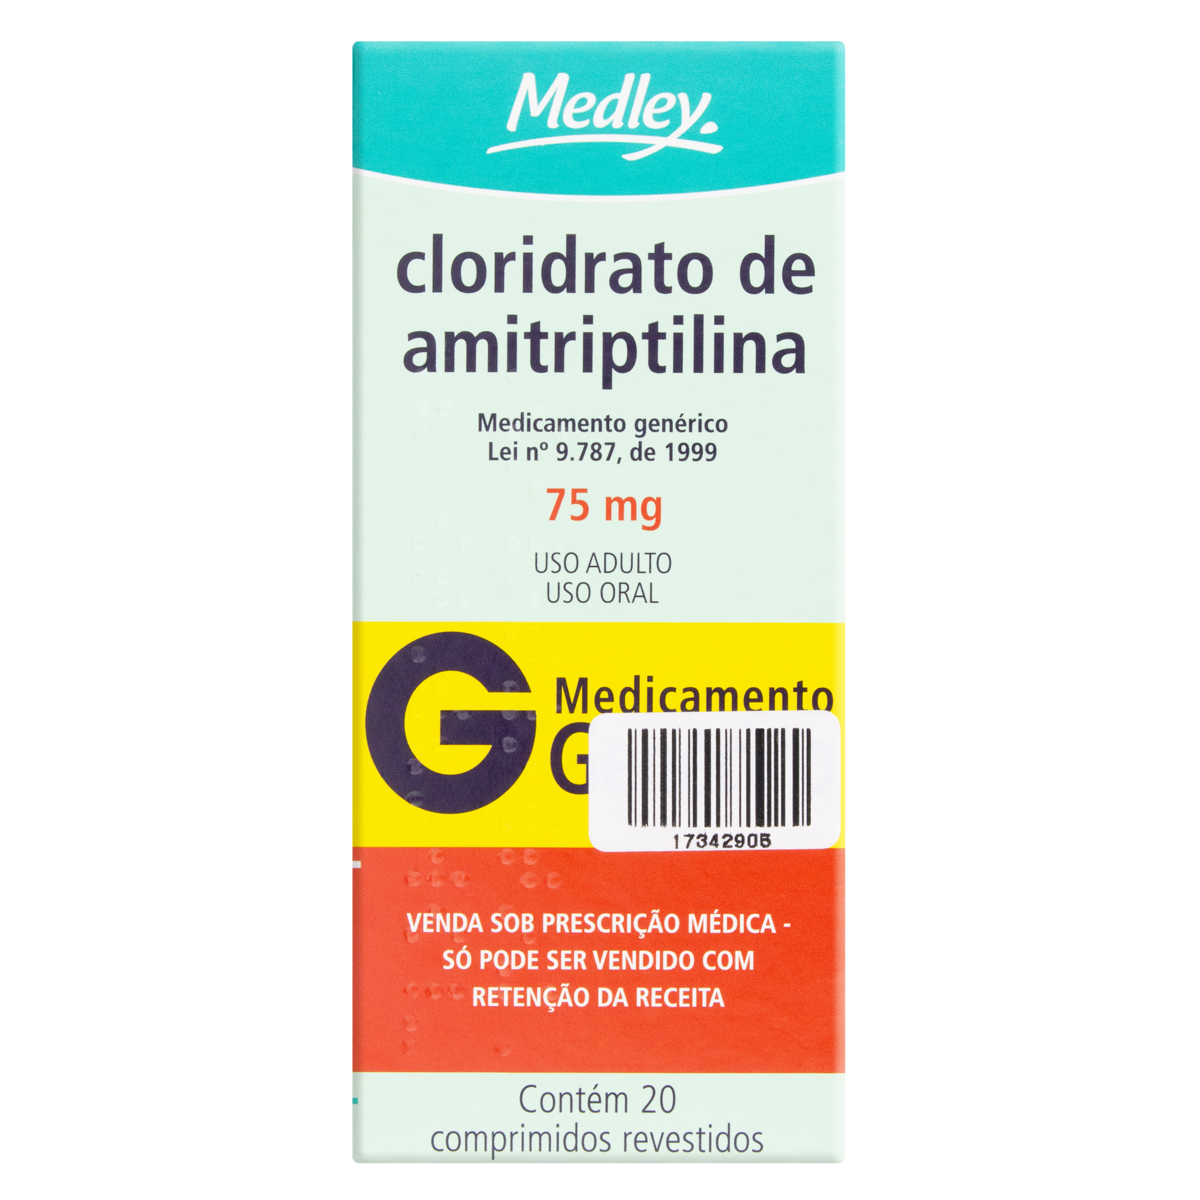 Medley.
cloridrato de
amitriptilina
Medicamento genérico
Lei nº 9.787, de 1999
75 mg
USO ADULTO
USO ORAL
G Medicamento
VENDA SOB PRESCRIÇÃO MÉDICA -
SÓ PODE SER VENDIDO COM
RETENÇÃO DA RECEITA
Contém 20
comprimidos revestidos